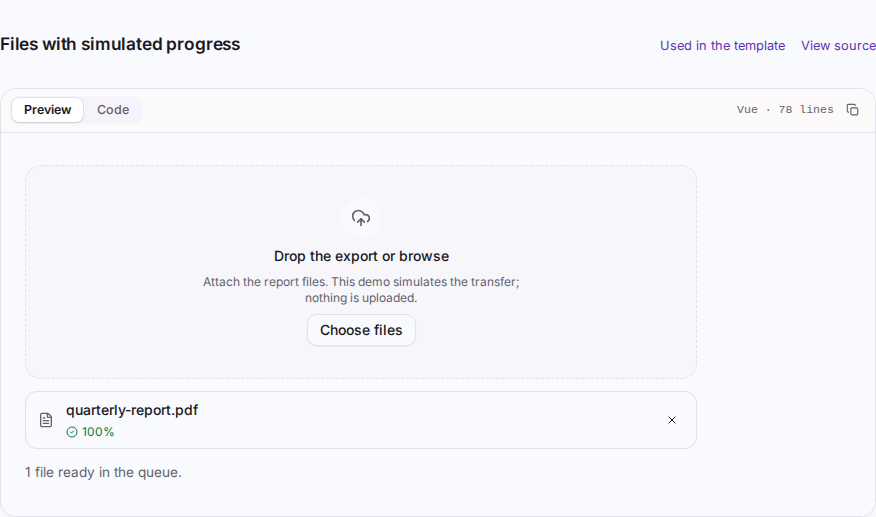 Files with simulated progress
Used in the template
View source
Preview
Code
Vue · 78 lines
Drop the export or browse
Attach the report files. This demo simulates the transfer;
nothing is uploaded.
Choose files
quarterly-report.pdf
100%
1 file ready in the queue.